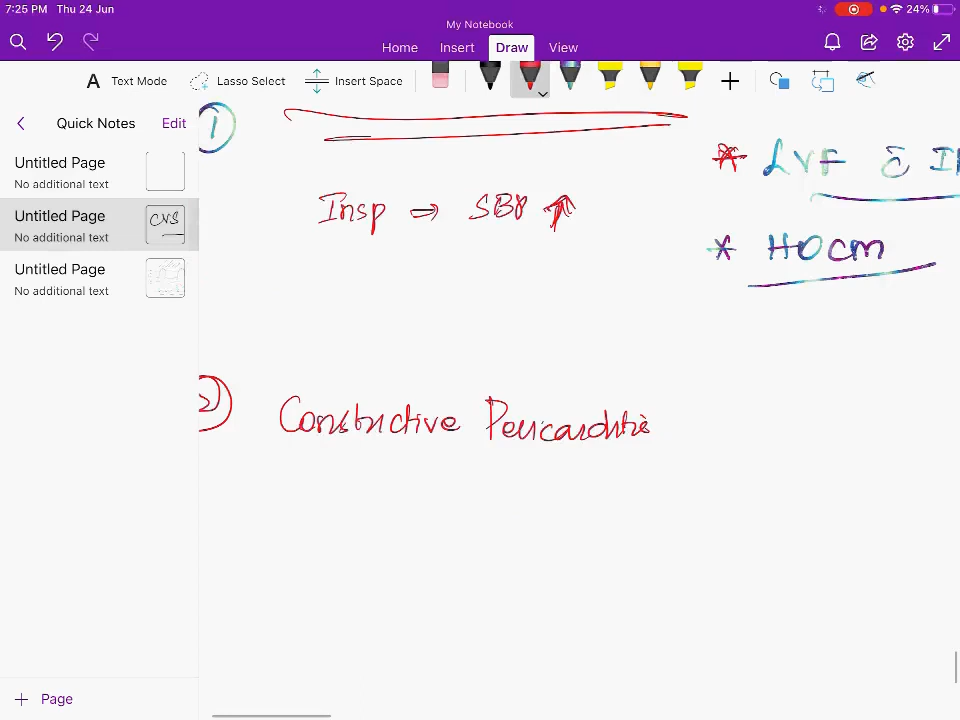 7:25 PM Thu 24 Jun
24%
My Notebook
Home Insert Draw View
A Text Mode Lasso Select Insert Space
Quick Notes Edit
Untitled Page
No additional text
Untitled Page
No additional text
CNS
Untitled Page
No additional text
Page
1
* LVF c̄
Insp ⇒ SBP ↑
* HOCM
2
Constrictive Pericarditis